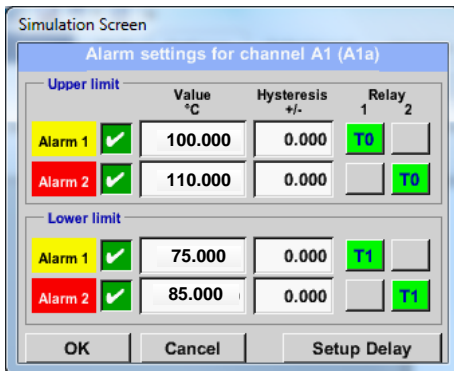 Simulation Screen
Alarm settings for channel A1 (A1a)
Upper limit
Value Hysteresis Relay
°C +/- 1 2
Alarm 1 100.000 0.000 T0
Alarm 2 110.000 0.000 T0
Lower limit
Alarm 1 75.000 0.000 T1
Alarm 2 85.000 0.000 T1
OK Cancel Setup Delay